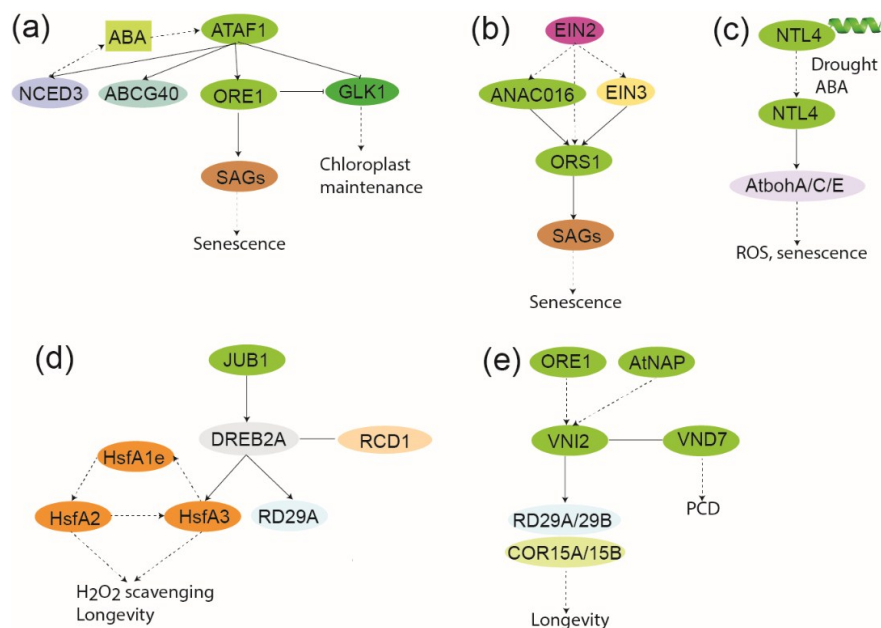 (a)
ABA
ATAF1
NCED3
ABCG40
ORE1
GLK1
SAGs
Chloroplast
maintenance
Senescence
(b)
EIN2
ANAC016
EIN3
ORS1
SAGs
Senescence
(c)
NTL4
Drought
ABA
NTL4
AtbohA/C/E
ROS, senescence
(d)
JUB1
DREB2A
RCD1
HsfA1e
HsfA2
HsfA3
RD29A
H2O2 scavenging
Longevity
(e)
ORE1
AtNAP
VNI2
VND7
RD29A/29B
PCD
COR15A/15B
Longevity